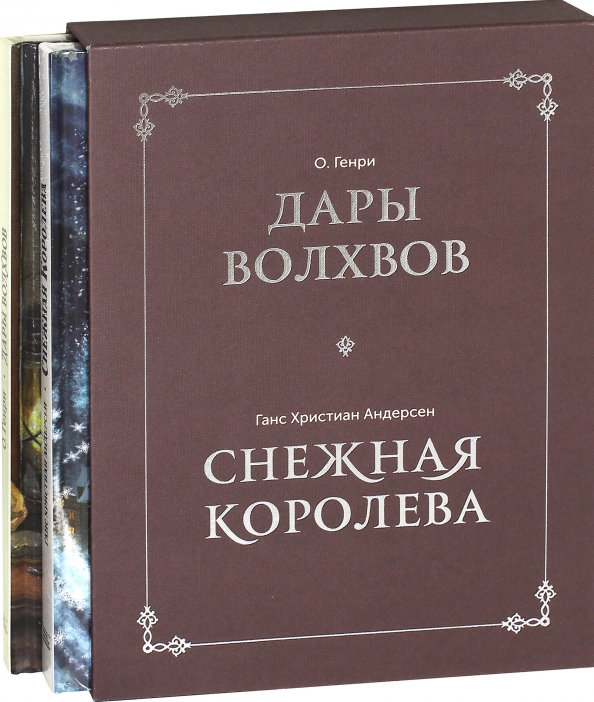 О. Генри
ДАРЫ
ВОЛХВОВ
Ганс Христиан Андерсен
СНЕЖНАЯ
КОРОЛЕВА
О. Генри · ДАРЫ ВОЛХВОВ
СНЕЖНАЯ КОРОЛЕВА